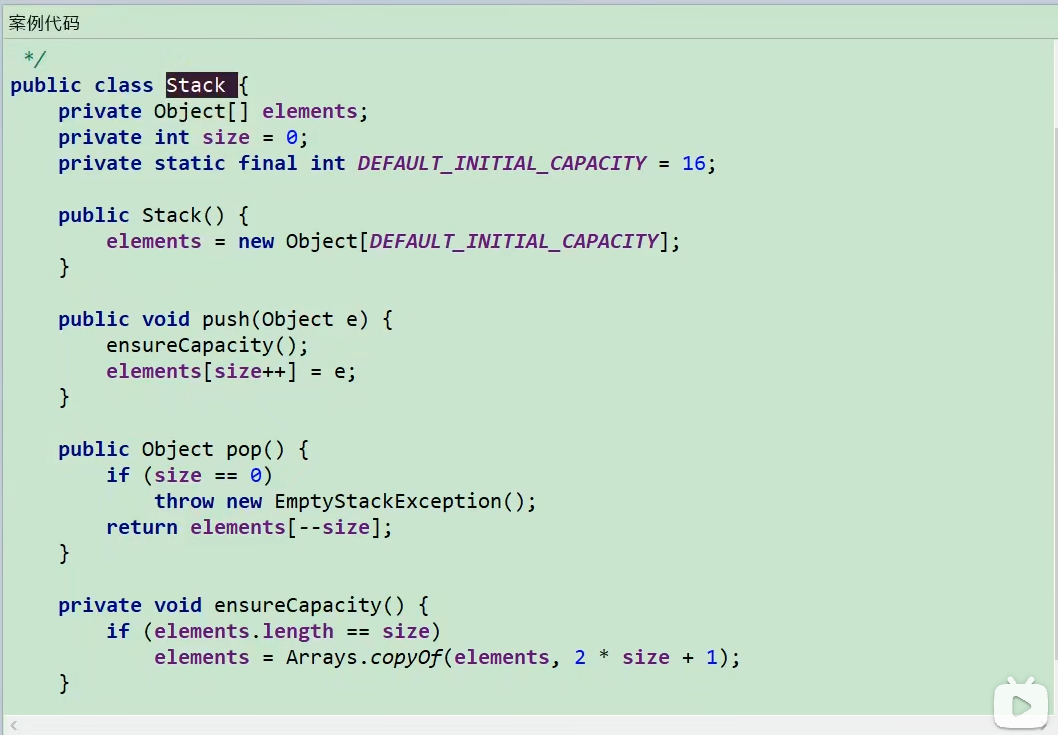 案例代码
 */
public class Stack {
    private Object[] elements;
    private int size = 0;
    private static final int DEFAULT_INITIAL_CAPACITY = 16;

    public Stack() {
        elements = new Object[DEFAULT_INITIAL_CAPACITY];
    }

    public void push(Object e) {
        ensureCapacity();
        elements[size++] = e;
    }

    public Object pop() {
        if (size == 0)
            throw new EmptyStackException();
        return elements[--size];
    }

    private void ensureCapacity() {
        if (elements.length == size)
            elements = Arrays.copyOf(elements, 2 * size + 1);
    }